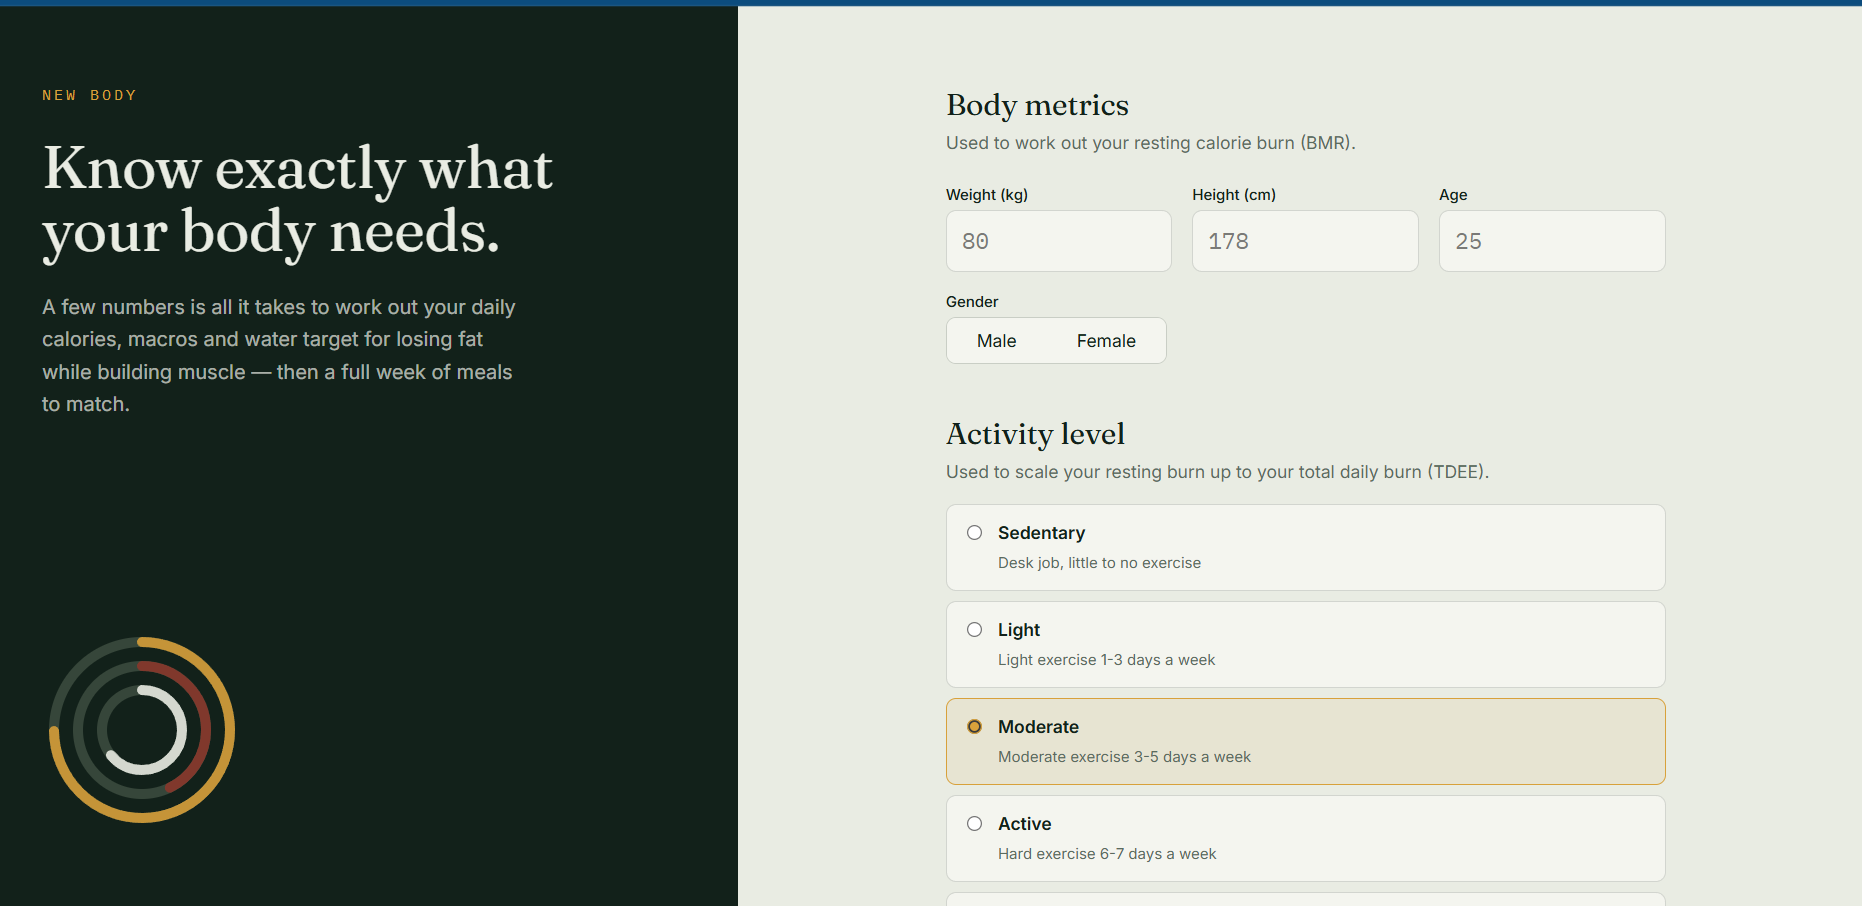 NEW BODY
Know exactly what
your body needs.
A few numbers is all it takes to work out your daily
calories, macros and water target for losing fat
while building muscle — then a full week of meals
to match.
Body metrics
Used to work out your resting calorie burn (BMR).
Weight (kg) Height (cm) Age
80 178 25
Gender
Male Female
Activity level
Used to scale your resting burn up to your total daily burn (TDEE).
Sedentary
Desk job, little to no exercise
Light
Light exercise 1-3 days a week
Moderate
Moderate exercise 3-5 days a week
Active
Hard exercise 6-7 days a week